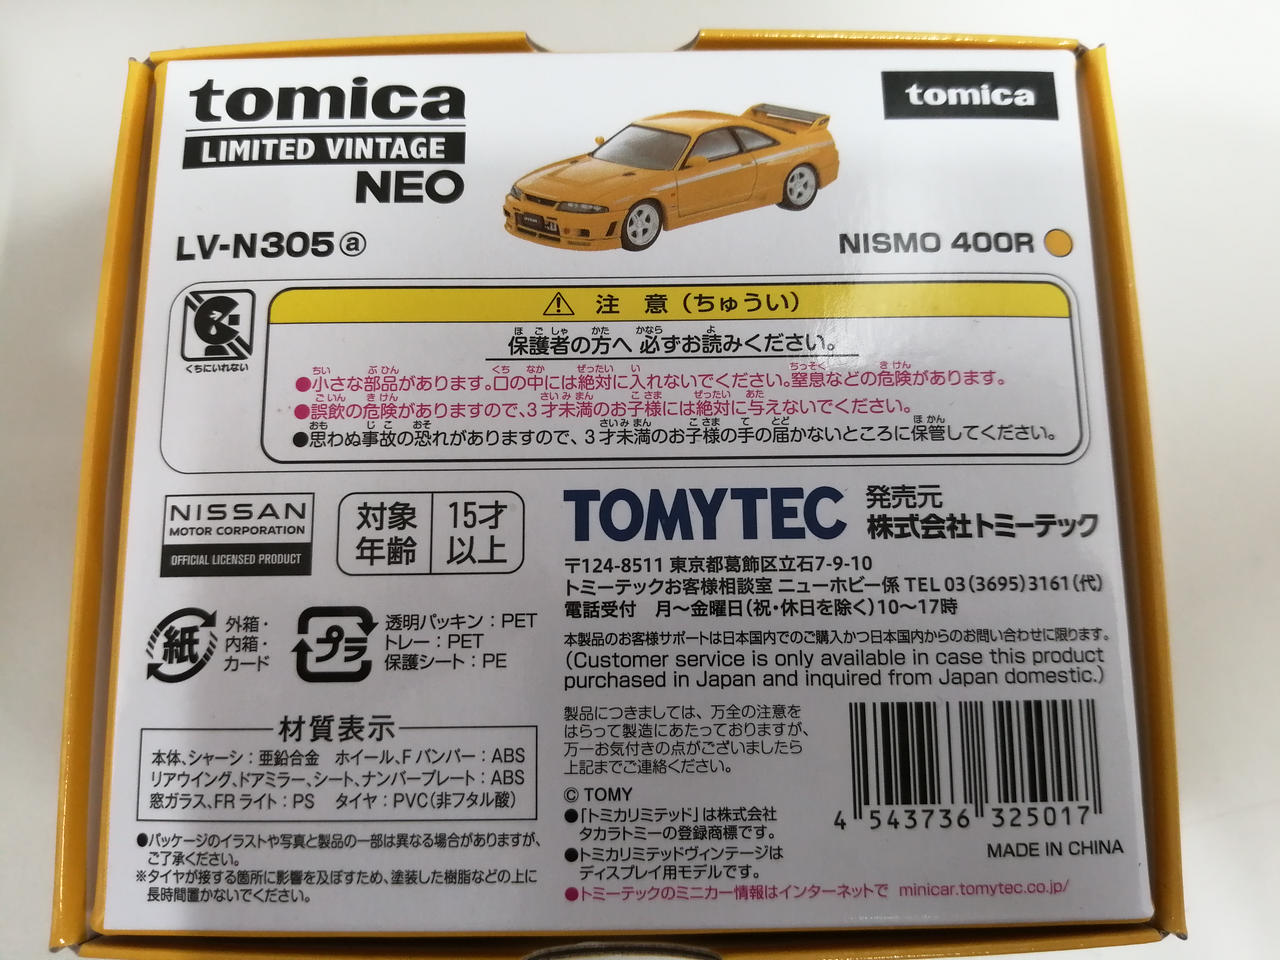 tomica
LIMITED VINTAGE
NEO
tomica
LV-N305ⓐ
NISMO 400R
くちにいれない
⚠ 注 意 (ちゅうい)
保護者の方へ 必ずお読みください。
●小さな部品があります。口の中には絶対に入れないでください。窒息などの危険があります。
●誤飲の危険がありますので、3才未満のお子様には絶対に与えないでください。
●思わぬ事故の恐れがありますので、3才未満のお子様の手の届かないところに保管してください。
NISSAN
MOTOR CORPORATION
OFFICIAL LICENSED PRODUCT
対象年齢
15才以上
TOMYTEC
発売元
株式会社トミーテック
〒124-8511 東京都葛飾区立石7-9-10
トミーテックお客様相談室 ニューホビー係 TEL 03(3695)3161(代)
電話受付 月〜金曜日(祝・休日を除く)10〜17時
紙
外箱・
内箱・
カード
プラ
透明パッキン:PET
トレー:PET
保護シート:PE
本製品のお客様サポートは日本国内でのご購入かつ日本国内からのお問い合わせに限ります。
(Customer service is only available in case this product
purchased in Japan and inquired from Japan domestic.)
材質表示
本体、シャーシ:亜鉛合金 ホイール、Fバンパー:ABS
リアウイング、ドアミラー、シート、ナンバープレート:ABS
窓ガラス、FRライト:PS タイヤ:PVC(非フタル酸)
●パッケージのイラストや写真と製品の一部は異なる場合がありますが、
ご了承ください。
※タイヤが接する箇所に影響を及ぼすため、塗装した樹脂などの上に
長時間置かないでください。
製品につきましては、万全の注意を
はらって製造にあたっておりますが、
万一お気付きの点がございましたら
上記までご連絡ください。
© TOMY
●「トミカリミテッド」は株式会社
タカラトミーの登録商標です。
●トミカリミテッドヴィンテージは
ディスプレイ用モデルです。
●トミーテックのミニカー情報はインターネットで minicar.tomytec.co.jp/
4 543736 325017
MADE IN CHINA